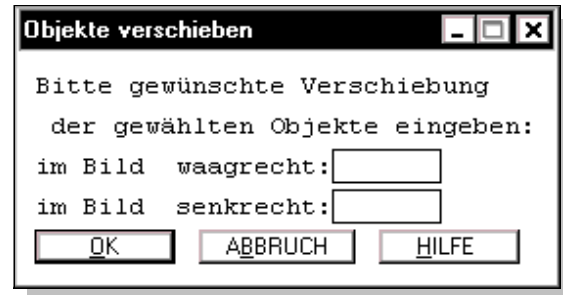 Objekte verschieben
Bitte gewünschte Verschiebung
der gewählten Objekte eingeben:
im Bild waagrecht:
im Bild senkrecht:
OK ABBRUCH HILFE